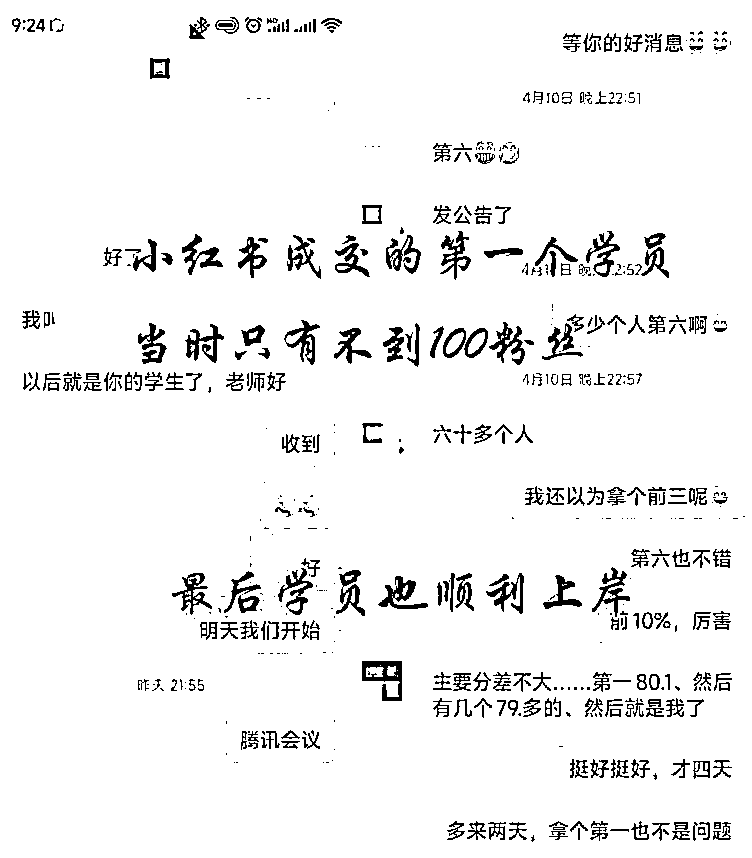 9:24
等你的好消息
4月10日 晚上22:51
第六
发公告了
好了
小红书成交的第一个学员
4月10日 晚上22:52
我叫
多少个人第六啊
当时只有不到100粉丝
以后就是你的学生了，老师好
4月10日 晚上22:57
收到
六十多个人
我还以为拿个前三呢
好
第六也不错
最后学员也顺利上岸
明天我们开始
前10%，厉害
昨天 21:55
主要分差不大……第一80.1、然后
有几个79.多的、然后就是我了
腾讯会议
挺好挺好，才四天
多来两天，拿个第一也不是问题